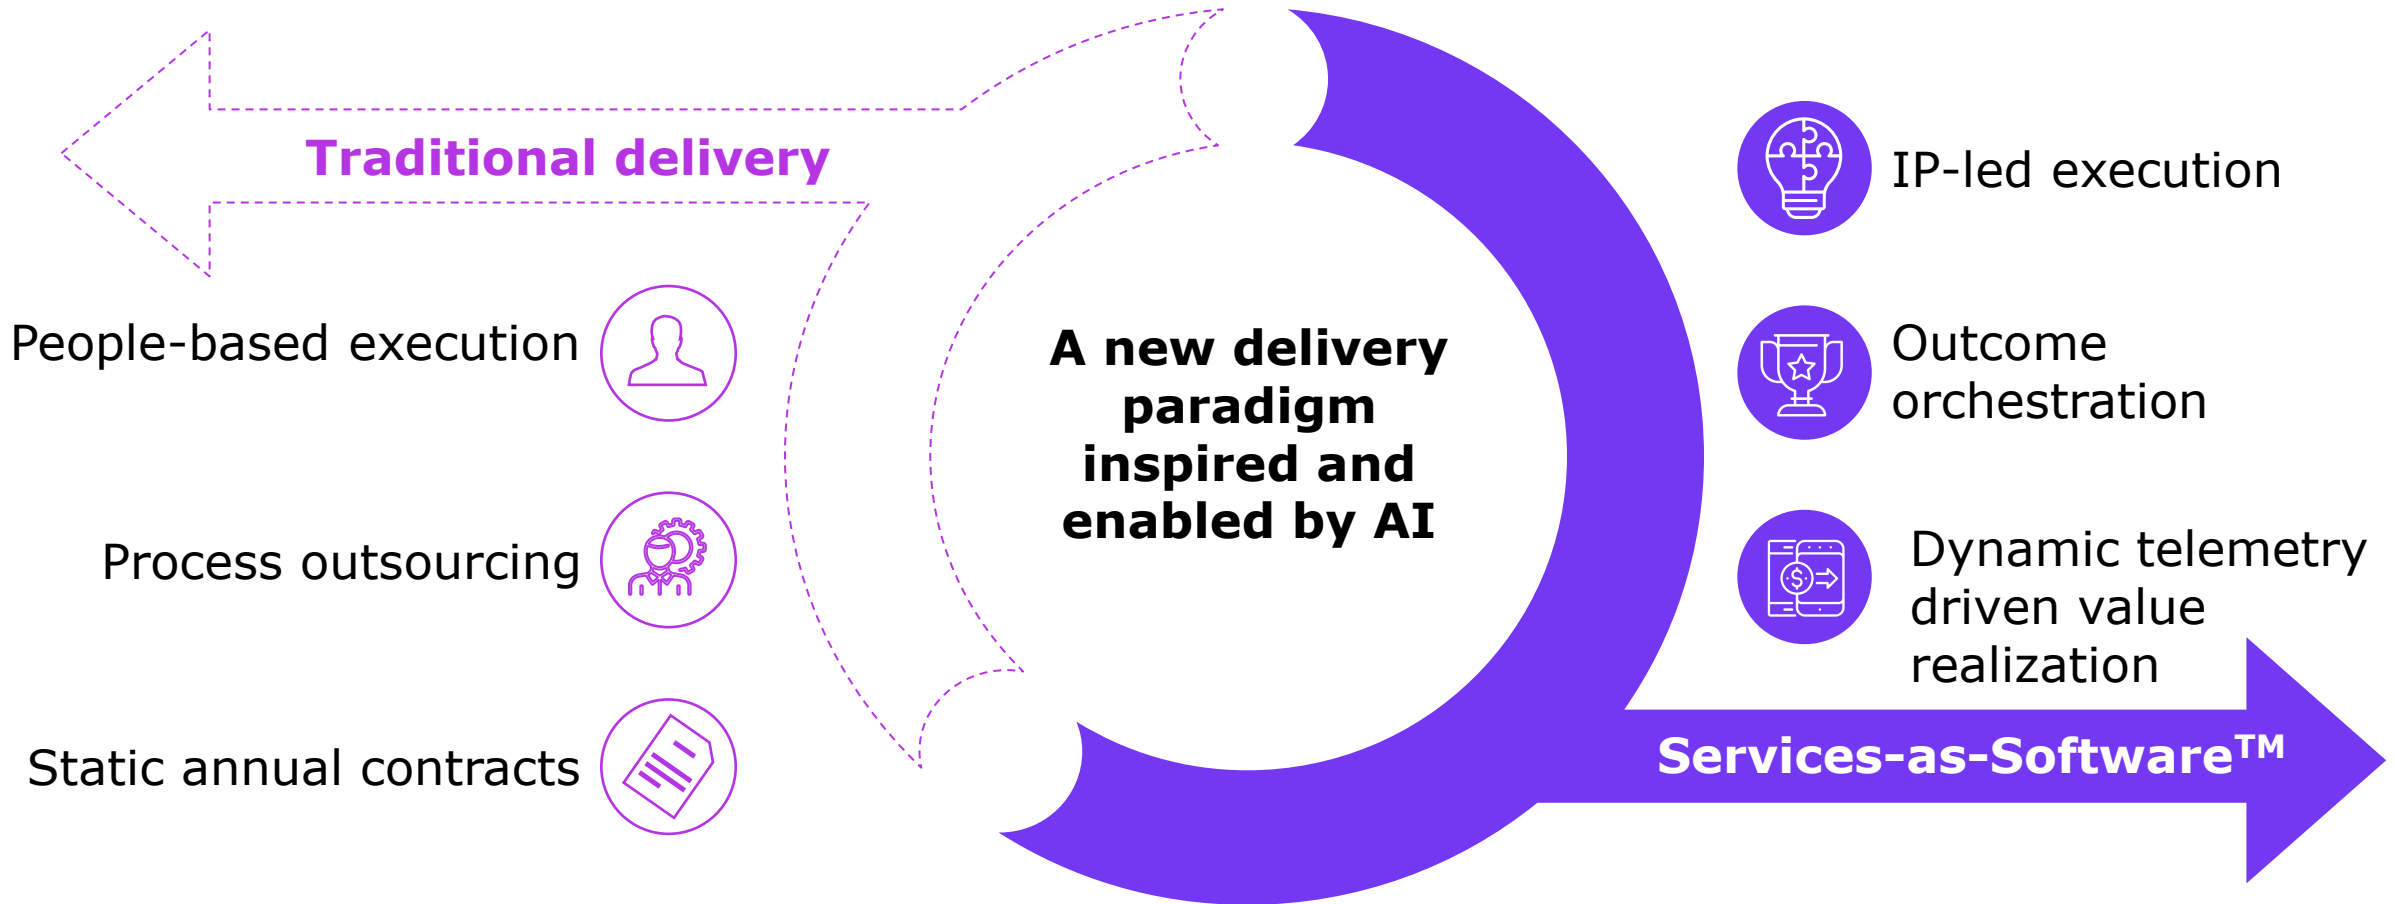 Traditional delivery
People-based execution
Process outsourcing
Static annual contracts
A new delivery
paradigm
inspired and
enabled by AI
IP-led execution
Outcome
orchestration
Dynamic telemetry
driven value
realization
Services-as-Software™
$